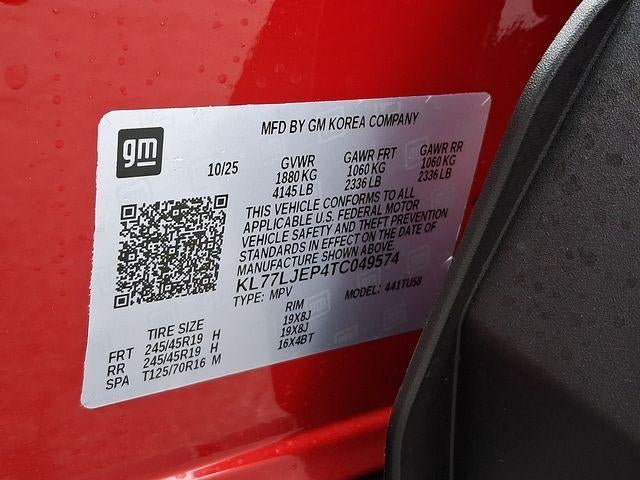 gm
MFD BY GM KOREA COMPANY
10/25 GVWR GAWR FRT GAWR RR
1880 KG 1060 KG 1060 KG
4145 LB 2336 LB 2336 LB
THIS VEHICLE CONFORMS TO ALL
APPLICABLE U.S. FEDERAL MOTOR
VEHICLE SAFETY AND THEFT PREVENTION
STANDARDS IN EFFECT ON THE DATE OF
MANUFACTURE SHOWN ABOVE.
KL77LJEP4TC049574
TYPE: MPV MODEL: 441TU58
TIRE SIZE RIM
FRT 245/45R19 H 19X8J
RR 245/45R19 H 19X8J
SPA T125/70R16 M 16X4BT